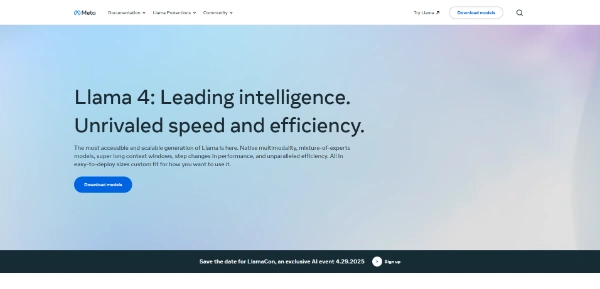 Meta Documentation Llama Protections Community Try Llama Download models
Llama 4: Leading intelligence.
Unrivaled speed and efficiency.
The most accessible and scalable generation of Llama is here. Native multimodality, mixture-of-experts
models, super long context windows, step changes in performance, and unparalleled efficiency. All in
easy-to-deploy sizes custom fit for how you want to use it.
Download models
Save the date for LlamaCon, an exclusive AI event 4.29.2025 Sign up